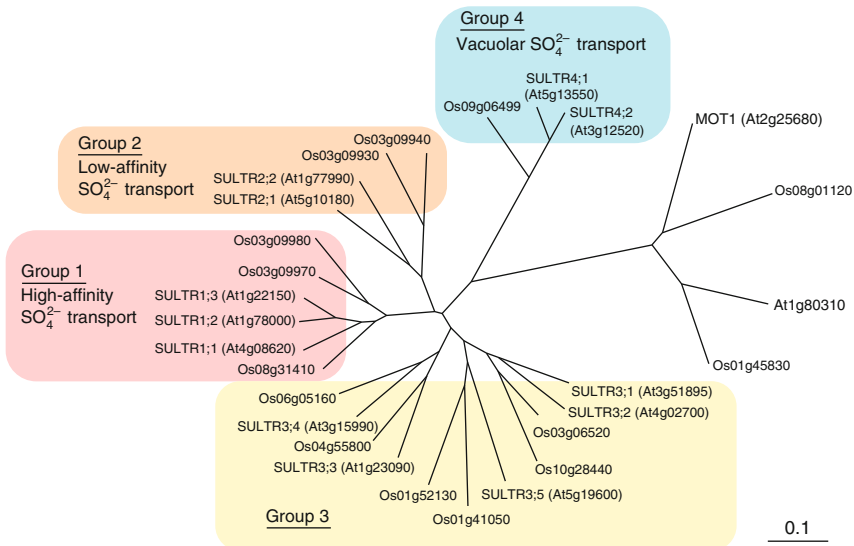 Group 4
Vacuolar SO₄²⁻ transport
SULTR4;1
(At5g13550)
Os09g06499
SULTR4;2
(At3g12520)
MOT1 (At2g25680)
Os08g01120
At1g80310
Os01g45830
Group 2
Low-affinity
SO₄²⁻ transport
Os03g09940
Os03g09930
SULTR2;2 (At1g77990)
SULTR2;1 (At5g10180)
Group 1
High-affinity
SO₄²⁻ transport
Os03g09980
Os03g09970
SULTR1;3 (At1g22150)
SULTR1;2 (At1g78000)
SULTR1;1 (At4g08620)
Os08g31410
Os06g05160
SULTR3;4 (At3g15990)
Os04g55800
SULTR3;3 (At1g23090)
Os01g52130
Os01g41050
SULTR3;5 (At5g19600)
Os10g28440
Os03g06520
SULTR3;2 (At4g02700)
SULTR3;1 (At3g51895)
Group 3
0.1